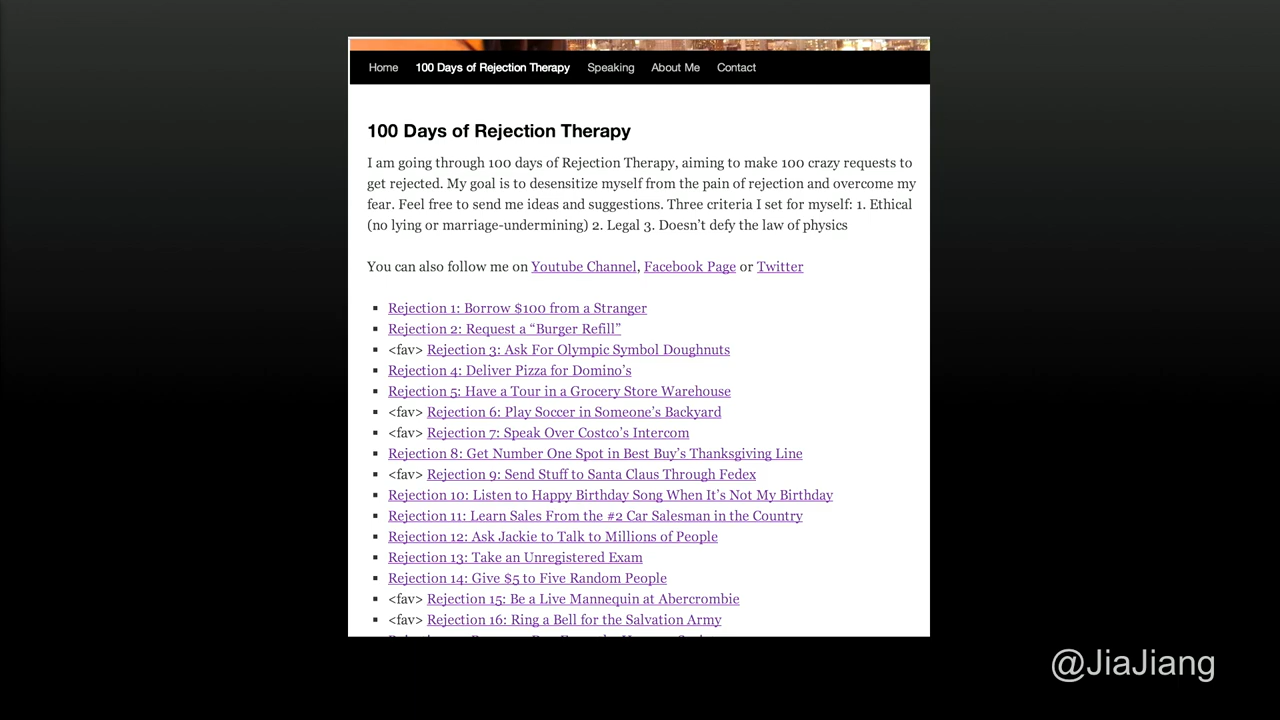 Home 100 Days of Rejection Therapy Speaking About Me Contact
100 Days of Rejection Therapy
I am going through 100 days of Rejection Therapy, aiming to make 100 crazy requests to
get rejected. My goal is to desensitize myself from the pain of rejection and overcome my
fear. Feel free to send me ideas and suggestions. Three criteria I set for myself: 1. Ethical
(no lying or marriage-undermining) 2. Legal 3. Doesn't defy the law of physics
You can also follow me on Youtube Channel, Facebook Page or Twitter
Rejection 1: Borrow $100 from a Stranger
Rejection 2: Request a “Burger Refill”
<fav> Rejection 3: Ask For Olympic Symbol Doughnuts
Rejection 4: Deliver Pizza for Domino's
Rejection 5: Have a Tour in a Grocery Store Warehouse
<fav> Rejection 6: Play Soccer in Someone's Backyard
<fav> Rejection 7: Speak Over Costco's Intercom
Rejection 8: Get Number One Spot in Best Buy's Thanksgiving Line
<fav> Rejection 9: Send Stuff to Santa Claus Through Fedex
Rejection 10: Listen to Happy Birthday Song When It's Not My Birthday
Rejection 11: Learn Sales From the #2 Car Salesman in the Country
Rejection 12: Ask Jackie to Talk to Millions of People
Rejection 13: Take an Unregistered Exam
Rejection 14: Give $5 to Five Random People
<fav> Rejection 15: Be a Live Mannequin at Abercrombie
<fav> Rejection 16: Ring a Bell for the Salvation Army
@JiaJiang